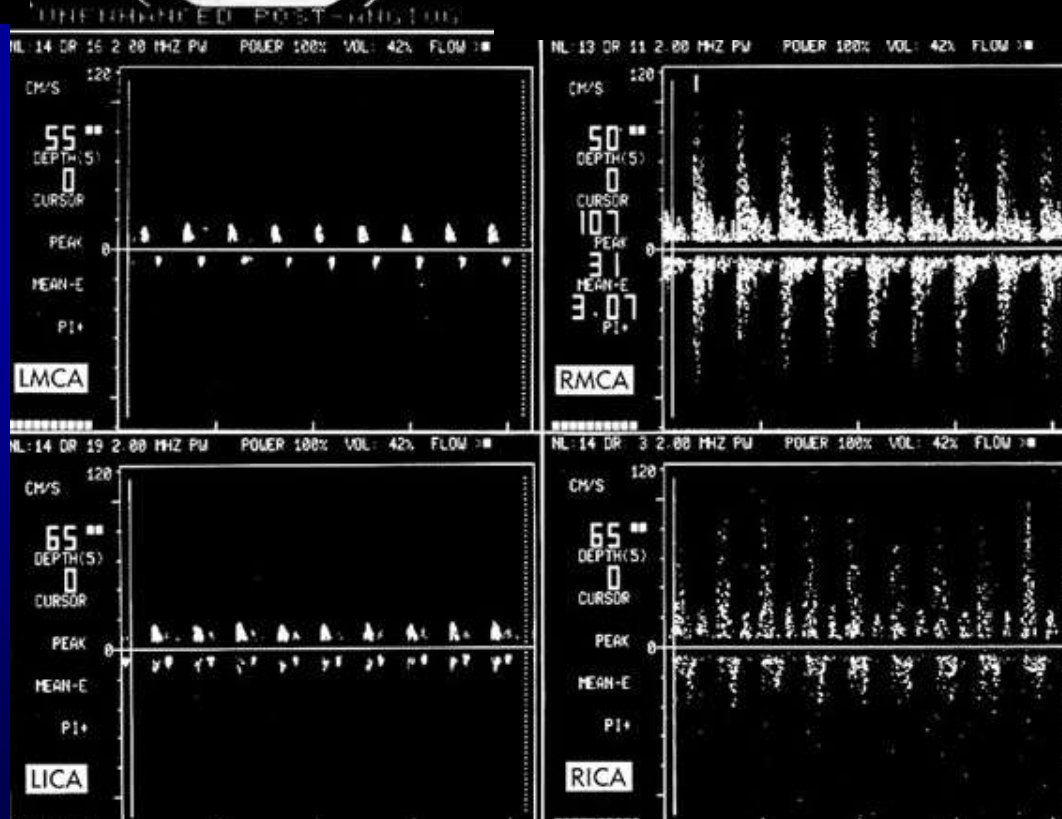 UNENHANCED POST-ANGIOG
NL:14 DR 16 2.00 MHZ PW POWER 100% VOL: 42% FLOW >■
120
CM/S
55
DEPTH(5)
0
CURSOR
PEAK
0
MEAN-E
PI+
LMCA
NL:13 DR 11 2.00 MHZ PW POWER 100% VOL: 42% FLOW >■
120
CM/S
50
DEPTH(5)
0
CURSOR
107
PEAK
0
31
MEAN-E
3.07
PI+
RMCA
NL:14 DR 19 2.00 MHZ PW POWER 100% VOL: 42% FLOW >■
120
CM/S
65
DEPTH(5)
0
CURSOR
PEAK
0
MEAN-E
PI+
LICA
NL:14 DR 3 2.00 MHZ PW POWER 100% VOL: 42% FLOW >■
120
CM/S
65
DEPTH(5)
0
CURSOR
PEAK
0
MEAN-E
PI+
RICA